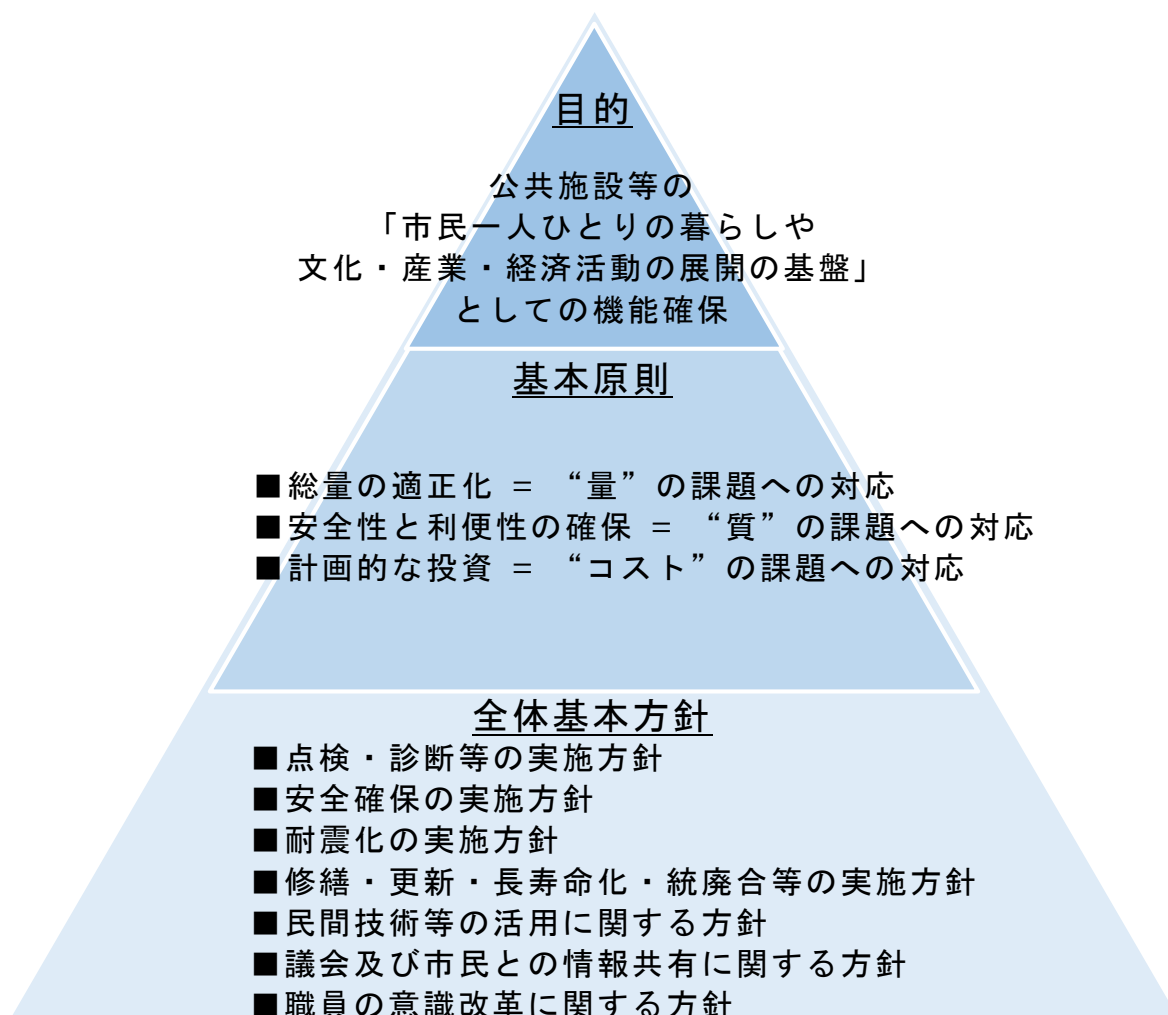 目的
公共施設等の
「市民一人ひとりの暮らしや
文化・産業・経済活動の展開の基盤」
としての機能確保
基本原則
■総量の適正化 = “量”の課題への対応
■安全性と利便性の確保 = “質”の課題への対応
■計画的な投資 = “コスト”の課題への対応
全体基本方針
■点検・診断等の実施方針
■安全確保の実施方針
■耐震化の実施方針
■修繕・更新・長寿命化・統廃合等の実施方針
■民間技術等の活用に関する方針
■議会及び市民との情報共有に関する方針
■職員の意識改革に関する方針